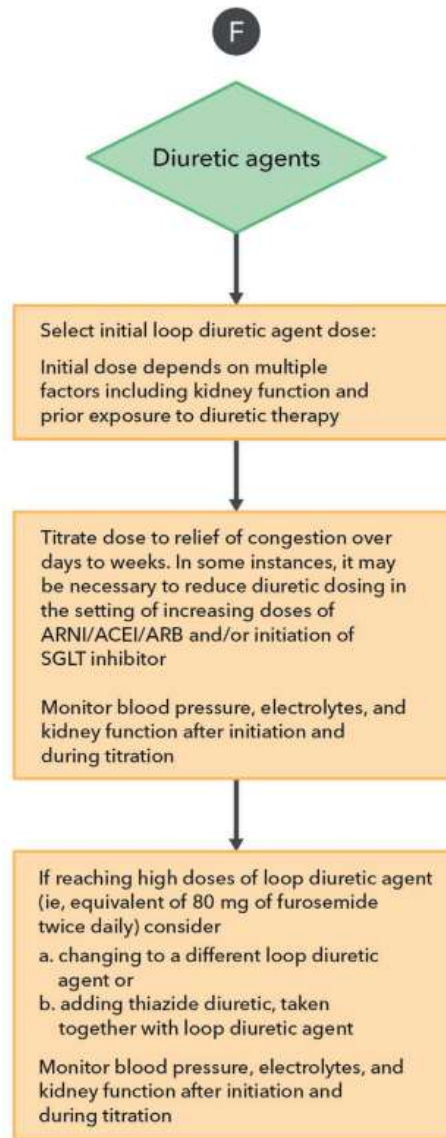 F
Diuretic agents
Select initial loop diuretic agent dose:
Initial dose depends on multiple
factors including kidney function and
prior exposure to diuretic therapy
Titrate dose to relief of congestion over
days to weeks. In some instances, it may
be necessary to reduce diuretic dosing in
the setting of increasing doses of
ARNI/ACEI/ARB and/or initiation of
SGLT inhibitor
Monitor blood pressure, electrolytes, and
kidney function after initiation and
during titration
If reaching high doses of loop diuretic agent
(ie, equivalent of 80 mg of furosemide
twice daily) consider
a. changing to a different loop diuretic
agent or
b. adding thiazide diuretic, taken
together with loop diuretic agent
Monitor blood pressure, electrolytes, and
kidney function after initiation and
during titration